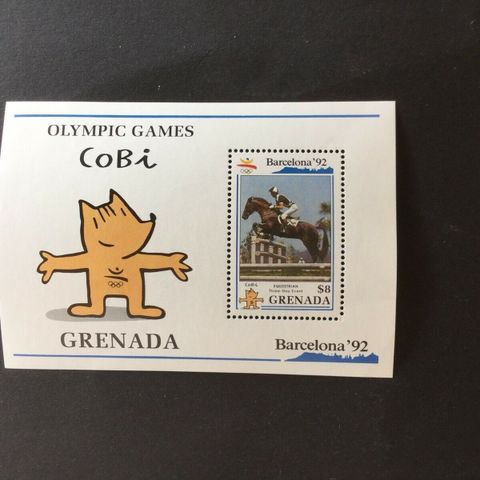 OLYMPIC GAMES
CoBi
GRENADA
Barcelona '92
$8
CoBi
EQUESTRIAN
Three-Day Event
GRENADA
Barcelona '92